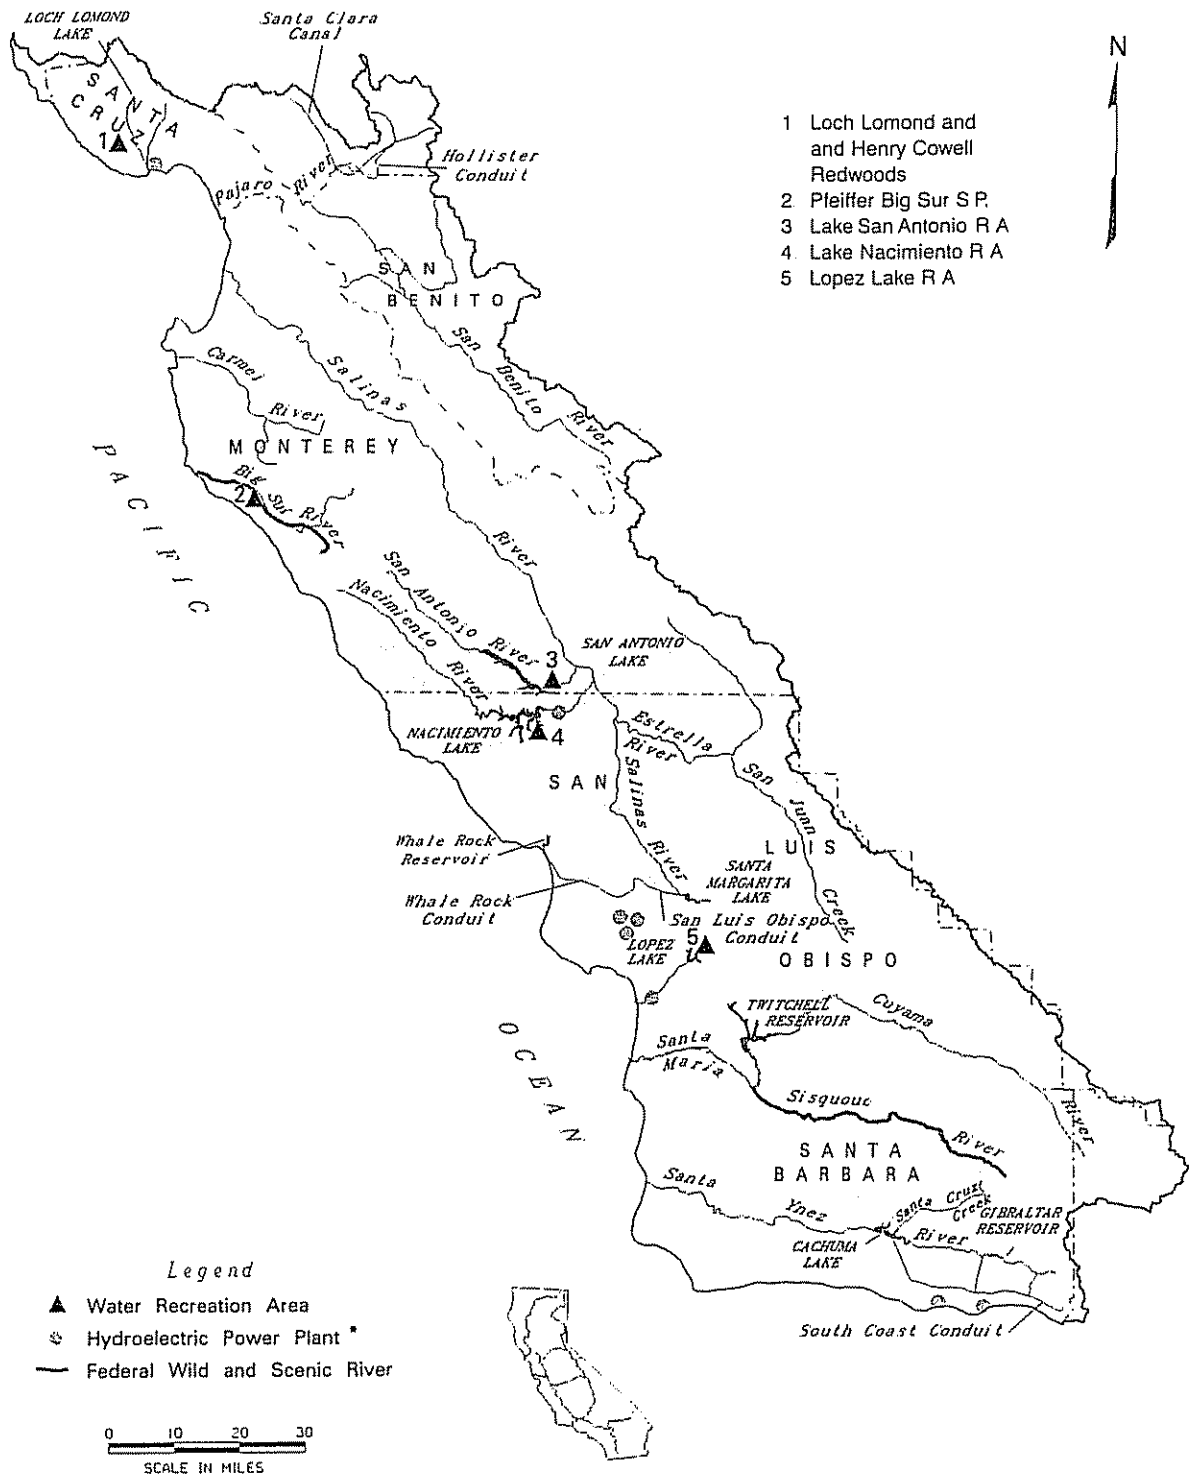 LOCH LOMOND
LAKE
Santa Clara
Canal
N
SANTA
CRUZ
1
1 Loch Lomond and
and Henry Cowell
Redwoods
2 Pfeiffer Big Sur S P.
3 Lake San Antonio R A
4 Lake Nacimiento R A
5 Lopez Lake R A
Hollister
Conduit
Pajaro River
SAN
BENITO
San Benito River
Carmel
River
Salinas
MONTEREY
PACIFIC
Big Sur River
2
River
San Antonio River
Nacimiento River
3
SAN ANTONIO
LAKE
NACIMIENTO
LAKE
4
Estrella
River
SAN
Salinas River
San Juan Creek
LUIS
Whale Rock
Reservoir
SANTA
MARGARITA
LAKE
Whale Rock
Conduit
San Luis Obispo
Conduit
5
LOPEZ
LAKE
OBISPO
OCEAN
TWITCHELL
RESERVOIR
Cuyama
River
Santa
Maria
Sisquouc
River
SANTA
BARBARA
Santa Ynez River
Santa Cruz
Creek
GIBRALTAR
RESERVOIR
CACHUMA
LAKE
South Coast Conduit
Legend
Water Recreation Area
Hydroelectric Power Plant *
Federal Wild and Scenic River
0 10 20 30
SCALE IN MILES